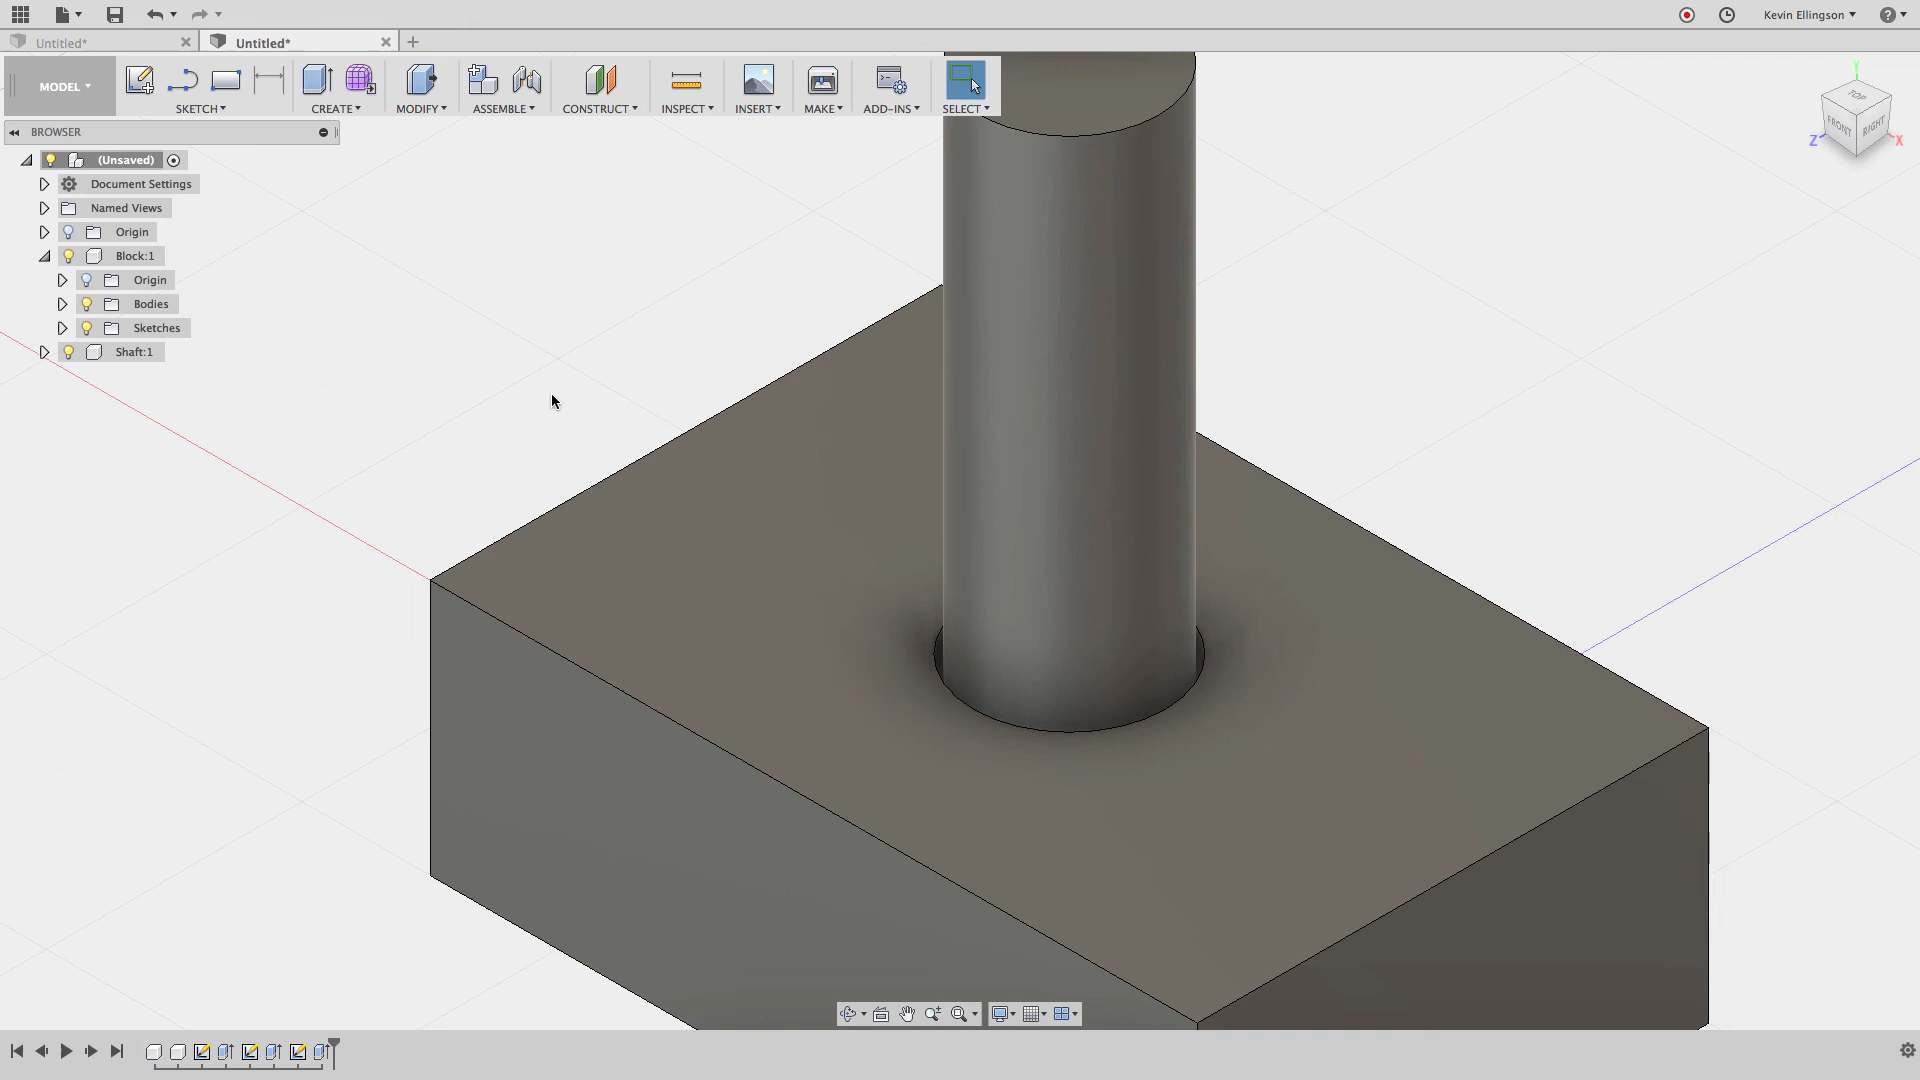 Kevin Ellingson
Untitled*
Untitled*
MODEL
SKETCH
CREATE
MODIFY
ASSEMBLE
CONSTRUCT
INSPECT
INSERT
MAKE
ADD-INS
SELECT
BROWSER
(Unsaved)
Document Settings
Named Views
Origin
Block:1
Origin
Bodies
Sketches
Shaft:1
Y
TOP
FRONT
RIGHT
Z
X